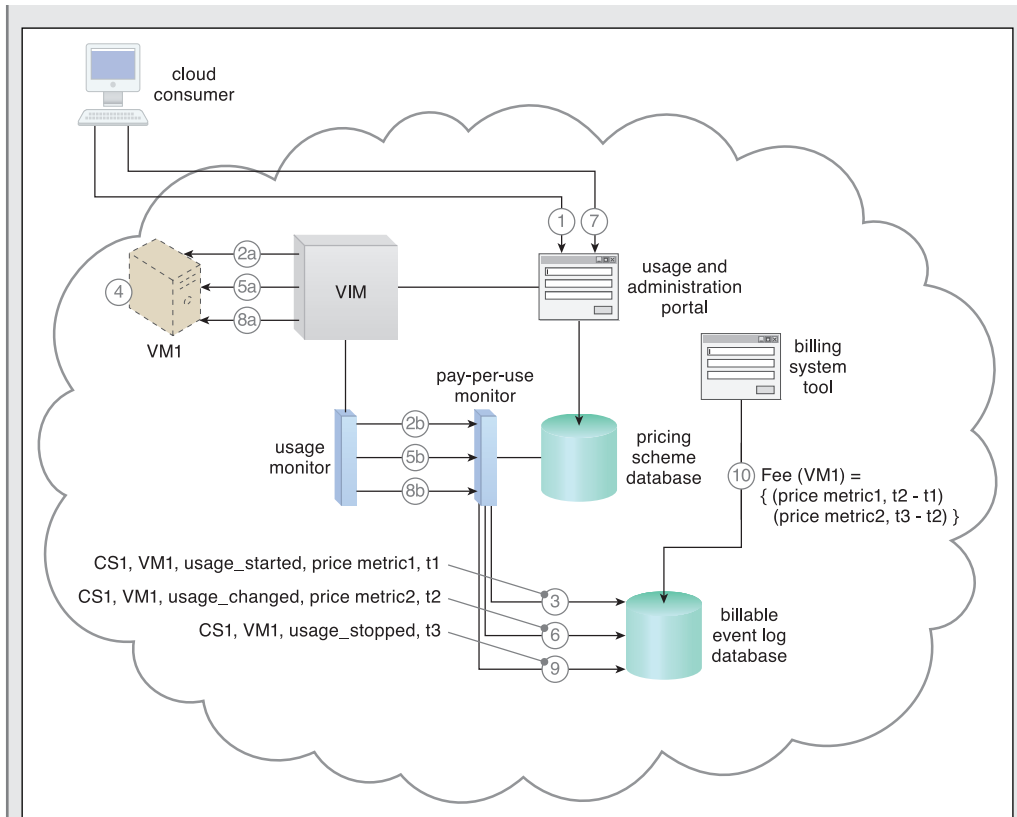 cloud
consumer
1
7
2a
5a
8a
4
VM1
VIM
usage and
administration
portal
billing
system
tool
pay-per-use
monitor
usage
monitor
2b
5b
8b
pricing
scheme
database
10
Fee (VM1) =
{ (price metric1, t2 - t1)
(price metric2, t3 - t2) }
CS1, VM1, usage_started, price metric1, t1
CS1, VM1, usage_changed, price metric2, t2
CS1, VM1, usage_stopped, t3
3
6
9
billable
event log
database